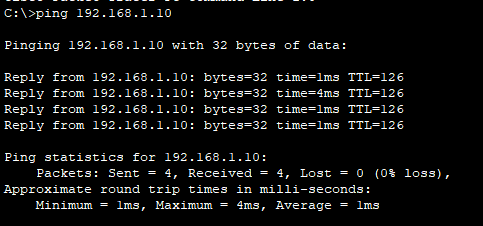 C:\>ping 192.168.1.10
Pinging 192.168.1.10 with 32 bytes of data:
Reply from 192.168.1.10: bytes=32 time=1ms TTL=126
Reply from 192.168.1.10: bytes=32 time=4ms TTL=126
Reply from 192.168.1.10: bytes=32 time=1ms TTL=126
Reply from 192.168.1.10: bytes=32 time=1ms TTL=126
Ping statistics for 192.168.1.10:
    Packets: Sent = 4, Received = 4, Lost = 0 (0% loss),
Approximate round trip times in milli-seconds:
    Minimum = 1ms, Maximum = 4ms, Average = 1ms